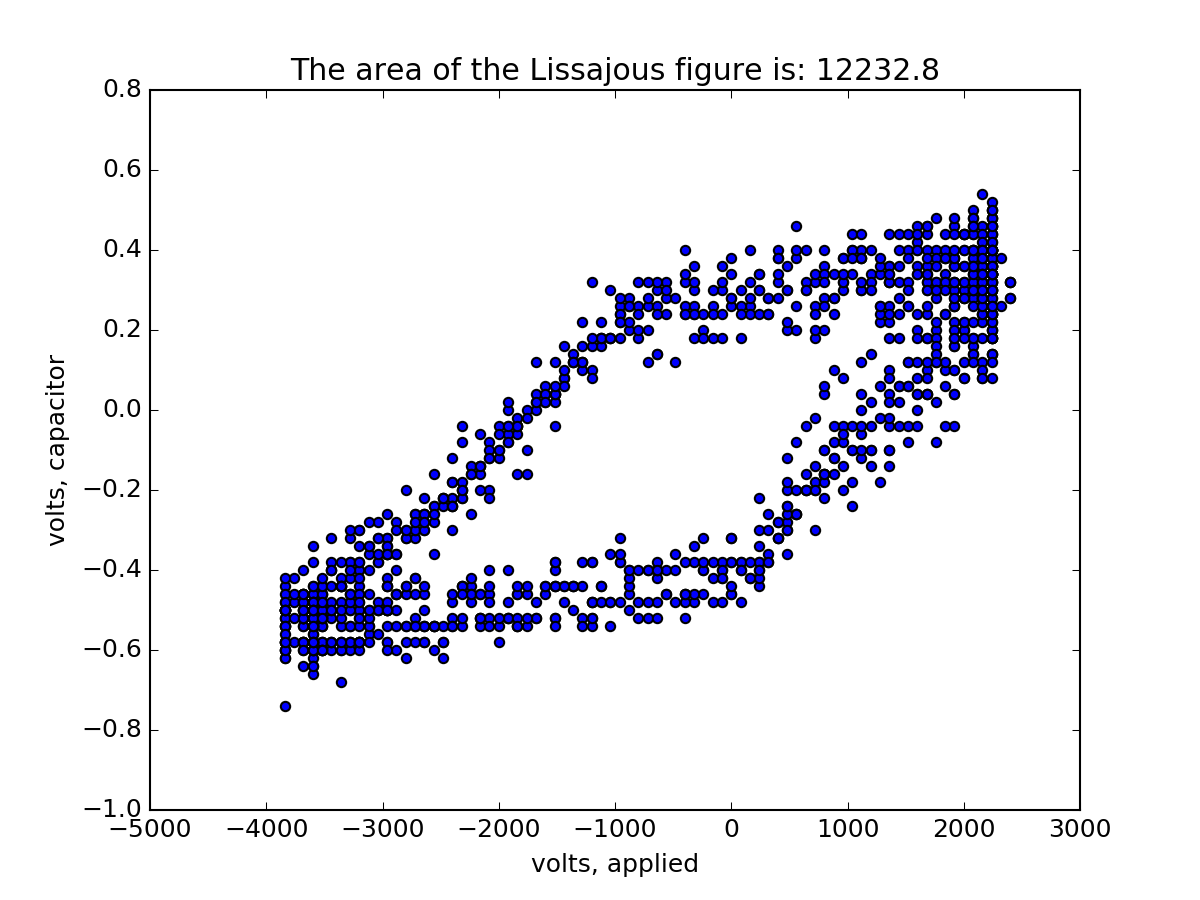 The area of the Lissajous figure is: 12232.8
0.8
0.6
0.4
0.2
0.0
−0.2
−0.4
−0.6
−0.8
−1.0
volts, capacitor
−5000 −4000 −3000 −2000 −1000 0 1000 2000 3000
volts, applied